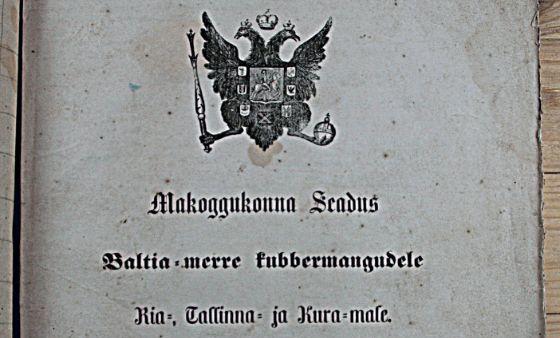 Makoggukonna Seadus
Baltia-merre kubbermangudele
Ria-, Tallinna- ja Kura-male.